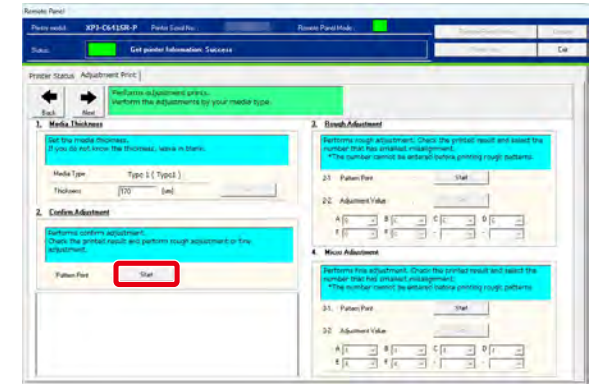 Remote Panel
Printer model: XP3-C641SR-P Printer Serial No.: Remote Panel Mode:
Status: Get printer Information: Success Exit
Printer Status Adjustment Print
Performs adjustment prints.
Perform the adjustments by your media type.
Back Next
1. Media Thickness
Set the media thickness.
If you do not know the thickness, leave in blank.
Media Type Type 1 ( Type1 )
Thickness 170 [um]
2. Confirm Adjustment
Performs confirm adjustment.
Check the printed result and perform rough adjustment or fine
adjustment.
Pattern Print Start
3. Rough Adjustment
Performs rough adjustment. Check the printed result and select the
number that has smallest misalignment.
*The number cannot be entered before printing rough patterns.
3-1. Pattern Print Start
3-2. Adjustment Value
A B C D
E F - -
4. Micro Adjustment
Performs fine adjustment. Check the printed result and select the
number that has smallest misalignment.
*The number cannot be entered before printing rough patterns.
3-1. Pattern Print Start
3-2. Adjustment Value
A B C D
E F - -